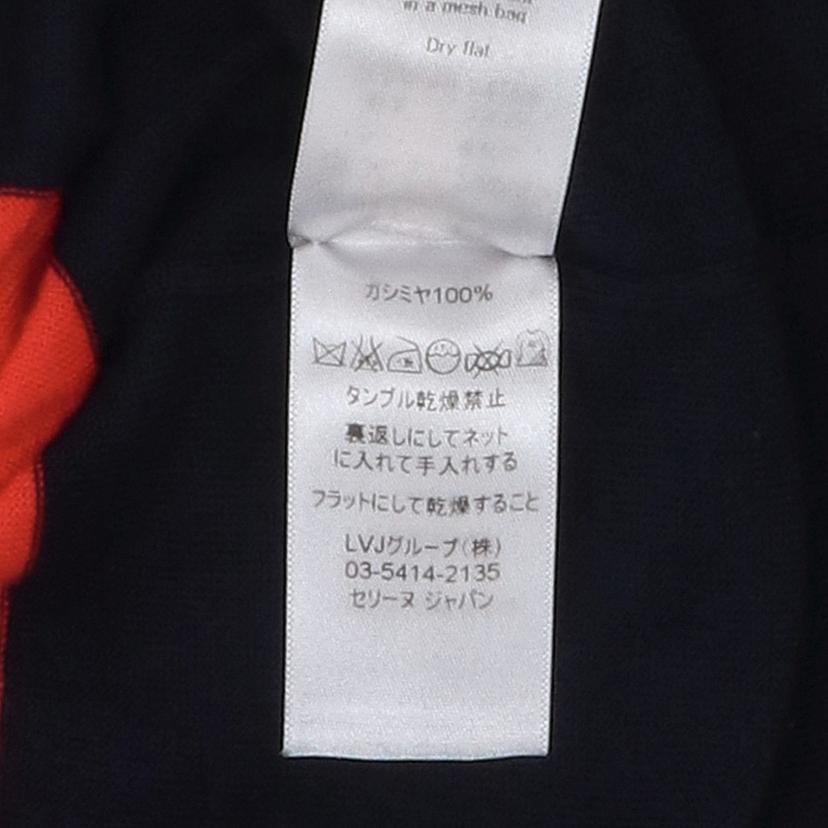 in a mesh bag
Dry flat
カシミヤ100%
タンブル乾燥禁止
裏返しにしてネット
に入れて手入れする
フラットにして乾燥すること
LVJグループ(株)
03-5414-2135
セリーヌ ジャパン